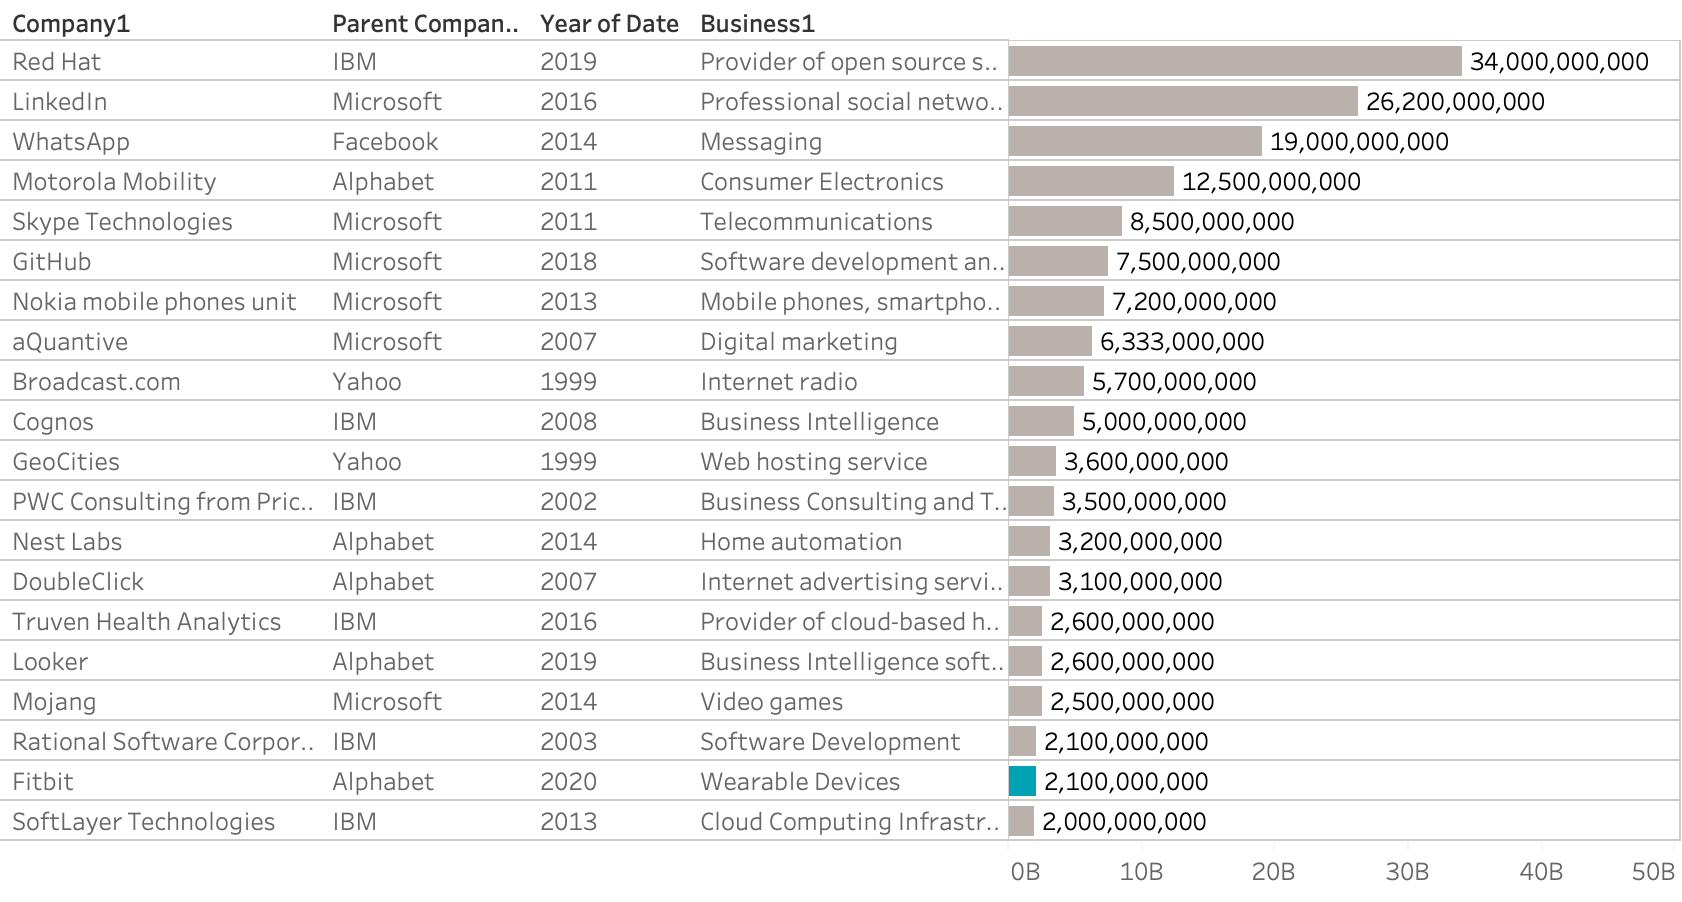 Company1 Parent Compan.. Year of Date Business1
Red Hat IBM 2019 Provider of open source s.. 34,000,000,000
LinkedIn Microsoft 2016 Professional social netwo.. 26,200,000,000
WhatsApp Facebook 2014 Messaging 19,000,000,000
Motorola Mobility Alphabet 2011 Consumer Electronics 12,500,000,000
Skype Technologies Microsoft 2011 Telecommunications 8,500,000,000
GitHub Microsoft 2018 Software development an.. 7,500,000,000
Nokia mobile phones unit Microsoft 2013 Mobile phones, smartpho.. 7,200,000,000
aQuantive Microsoft 2007 Digital marketing 6,333,000,000
Broadcast.com Yahoo 1999 Internet radio 5,700,000,000
Cognos IBM 2008 Business Intelligence 5,000,000,000
GeoCities Yahoo 1999 Web hosting service 3,600,000,000
PWC Consulting from Pric.. IBM 2002 Business Consulting and T.. 3,500,000,000
Nest Labs Alphabet 2014 Home automation 3,200,000,000
DoubleClick Alphabet 2007 Internet advertising servi.. 3,100,000,000
Truven Health Analytics IBM 2016 Provider of cloud-based h.. 2,600,000,000
Looker Alphabet 2019 Business Intelligence soft.. 2,600,000,000
Mojang Microsoft 2014 Video games 2,500,000,000
Rational Software Corpor.. IBM 2003 Software Development 2,100,000,000
Fitbit Alphabet 2020 Wearable Devices 2,100,000,000
SoftLayer Technologies IBM 2013 Cloud Computing Infrastr.. 2,000,000,000
0B 10B 20B 30B 40B 50B